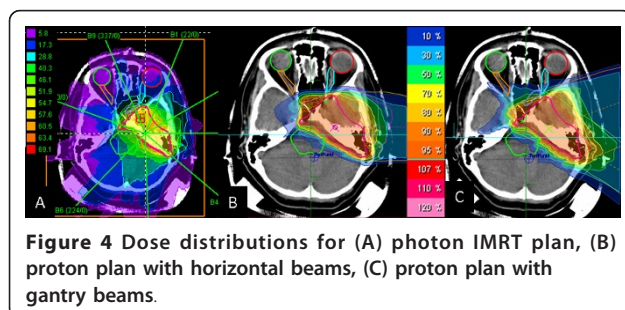 5.8
17.3
28.8
40.3
46.1
51.9
54.7
57.6
60.5
63.4
69.1
B9 (337/0)
B1 (22/0)
B6 (224/0)
B4
A
B
10 %
30 %
50 %
70 %
80 %
90 %
95 %
107 %
110 %
120 %
C
Figure 4 Dose distributions for (A) photon IMRT plan, (B)
proton plan with horizontal beams, (C) proton plan with
gantry beams.